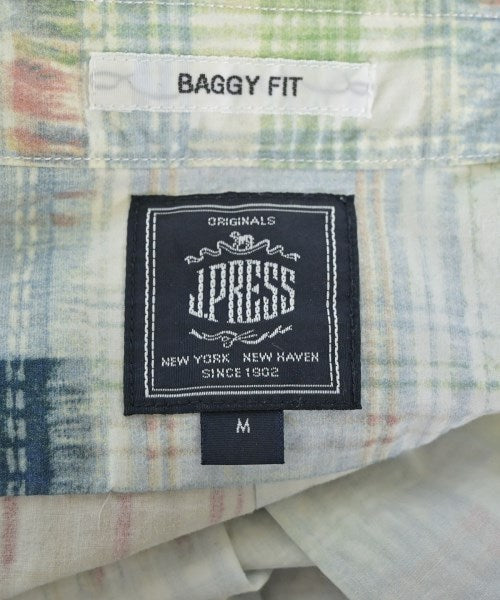 BAGGY FIT
ORIGINALS
J.PRESS
NEW YORK NEW HAVEN
SINCE 1902
M